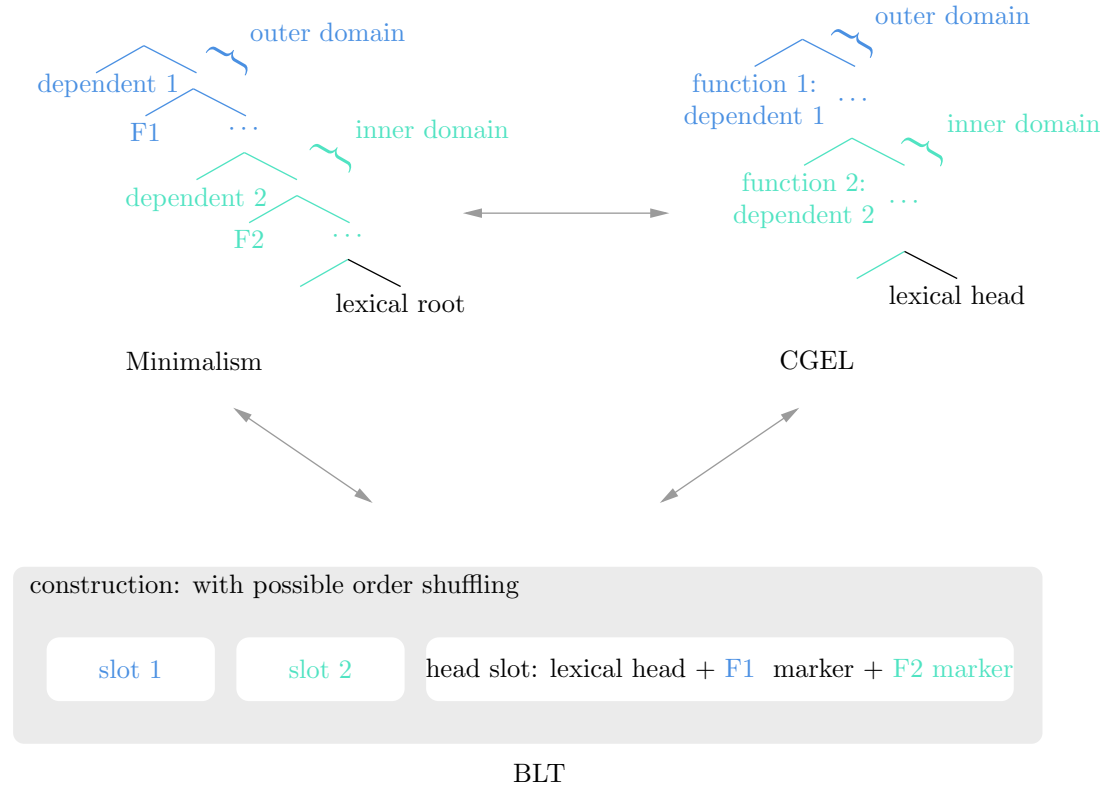 outer domain
dependent 1
F1
...
inner domain
dependent 2
F2
...
lexical root
Minimalism
outer domain
function 1:
dependent 1
...
inner domain
function 2:
dependent 2
...
lexical head
CGEL
construction: with possible order shuffling
slot 1
slot 2
head slot: lexical head + F1 marker + F2 marker
BLT